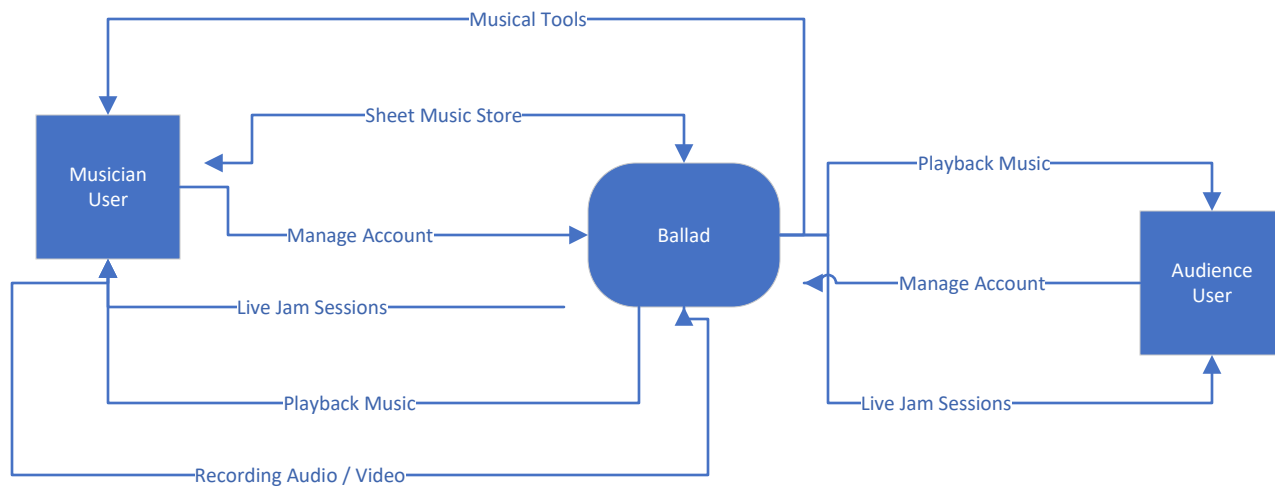 Musical Tools
Sheet Music Store
Musician
User
Playback Music
Manage Account
Ballad
Manage Account
Audience
User
Live Jam Sessions
Playback Music
Live Jam Sessions
Recording Audio / Video